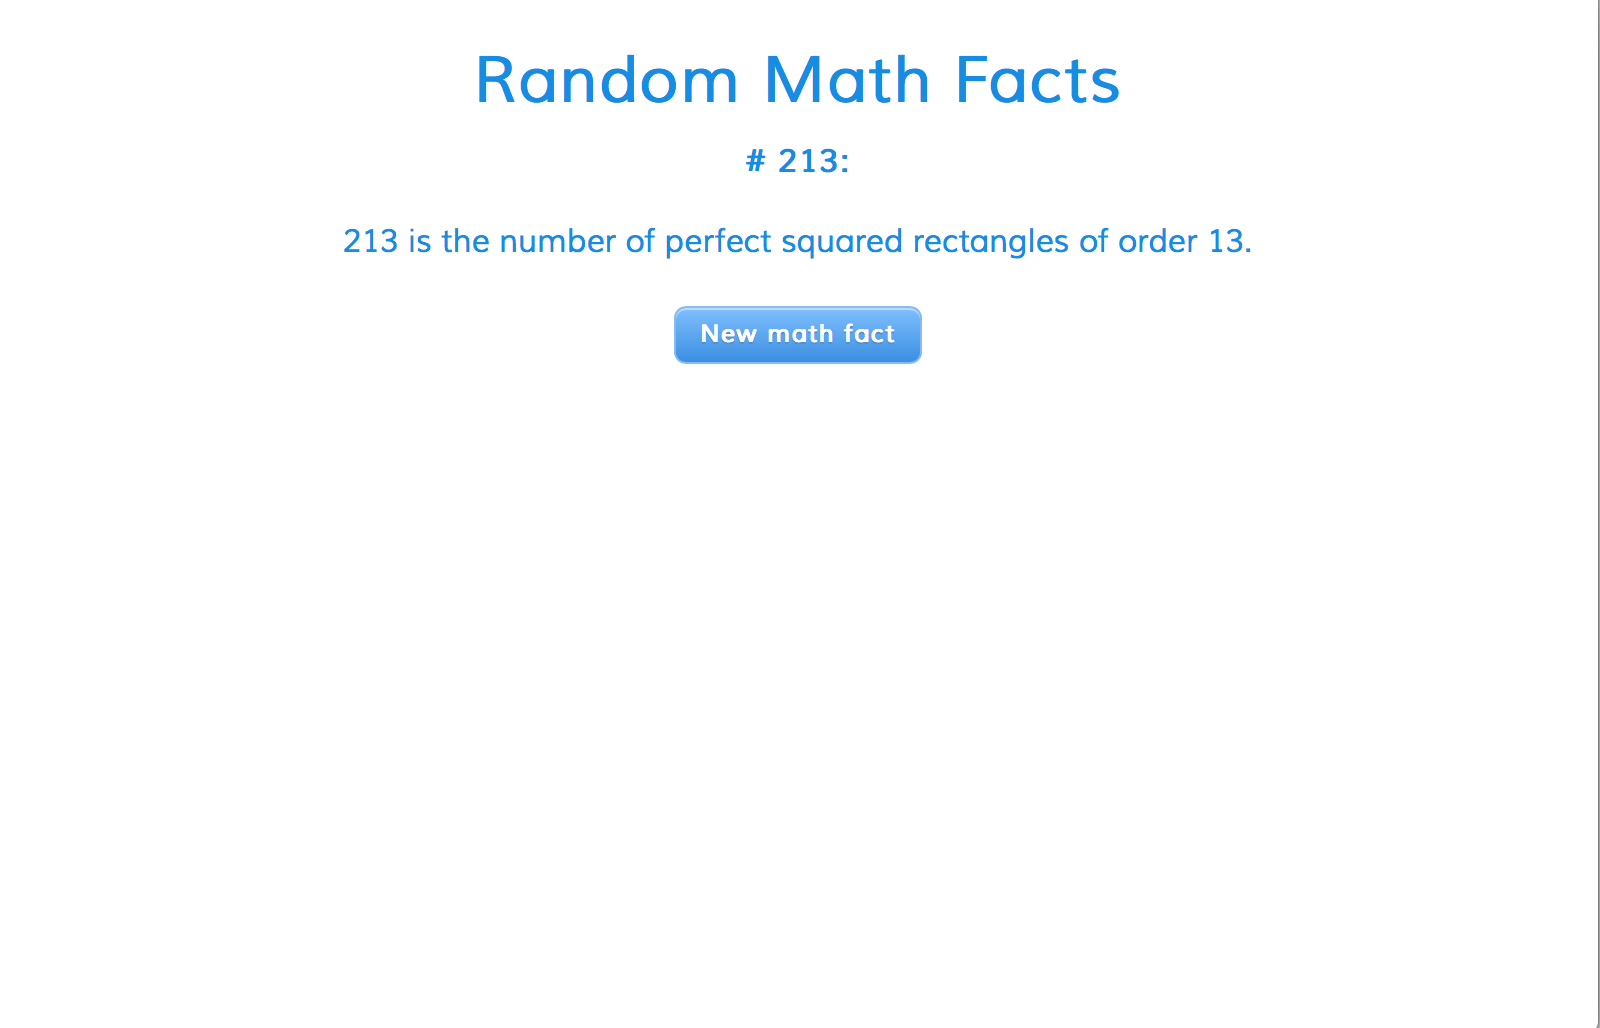 Random Math Facts
# 213:
213 is the number of perfect squared rectangles of order 13.
New math fact